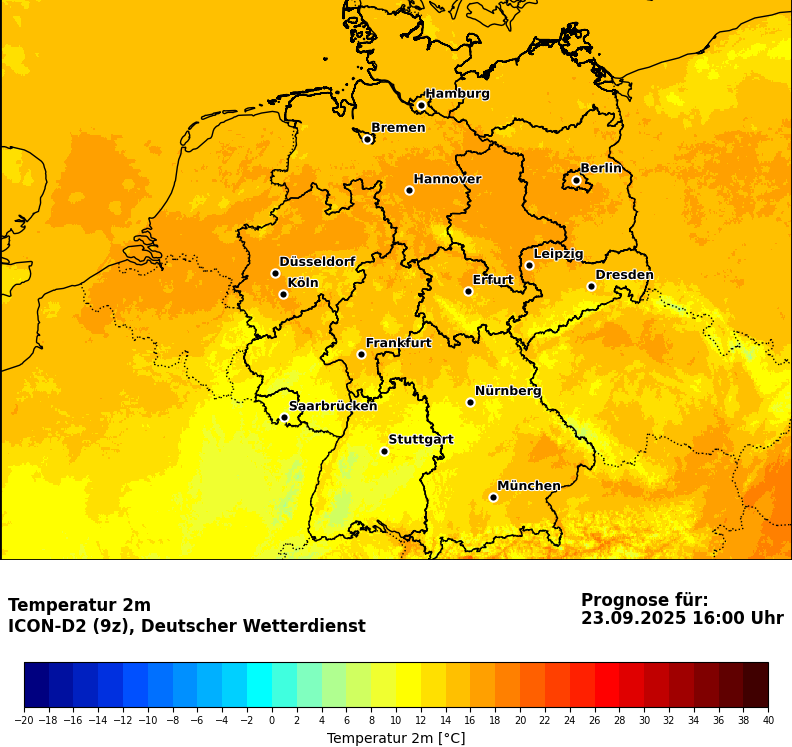 Hamburg
Bremen
Berlin
Hannover
Leipzig
Düsseldorf
Dresden
Köln
Erfurt
Frankfurt
Nürnberg
Saarbrücken
Stuttgart
München
Temperatur 2m
ICON-D2 (9z), Deutscher Wetterdienst
Prognose für:
23.09.2025 16:00 Uhr
−20 −18 −16 −14 −12 −10 −8 −6 −4 −2 0 2 4 6 8 10 12 14 16 18 20 22 24 26 28 30 32 34 36 38 40
Temperatur 2m [°C]